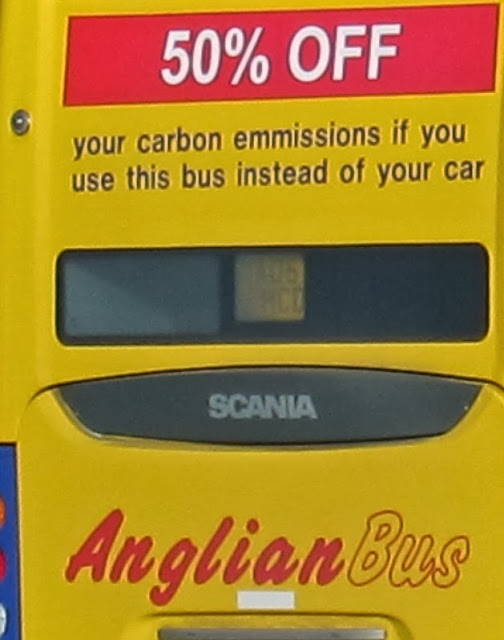 50% OFF
your carbon emmissions if you
use this bus instead of your car
SCANIA
AnglianBus